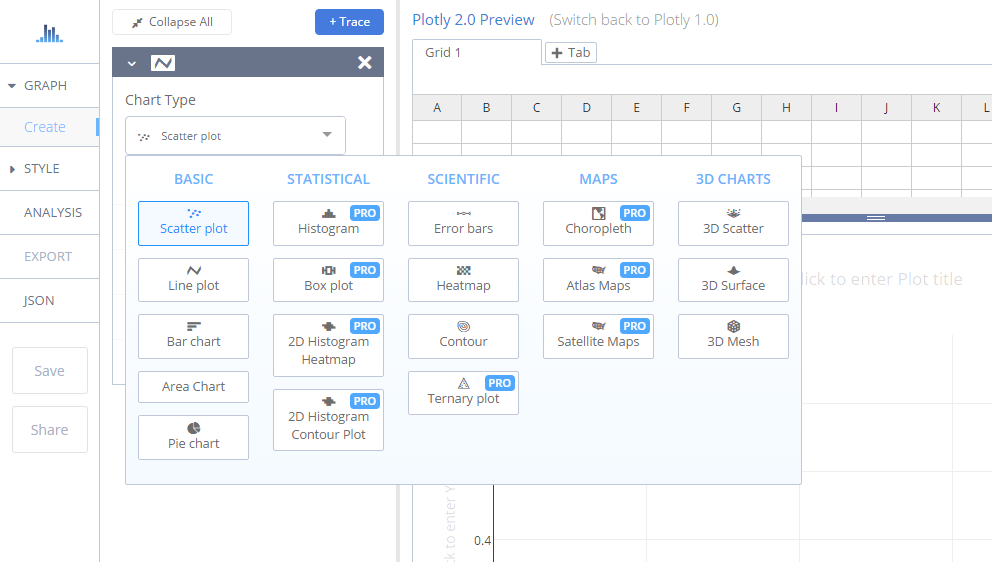 GRAPH
Create
STYLE
ANALYSIS
EXPORT
JSON
Save
Share
Collapse All
+ Trace
Chart Type
Scatter plot
Plotly 2.0 Preview (Switch back to Plotly 1.0)
Grid 1
Tab
A B C D E F G H I J K L
BASIC
Scatter plot
Line plot
Bar chart
Area Chart
Pie chart
STATISTICAL
PRO
Histogram
PRO
Box plot
PRO
2D Histogram
Heatmap
PRO
2D Histogram
Contour Plot
SCIENTIFIC
Error bars
Heatmap
Contour
PRO
Ternary plot
MAPS
PRO
Choropleth
PRO
Atlas Maps
PRO
Satellite Maps
3D CHARTS
3D Scatter
3D Surface
3D Mesh
lick to enter Plot title
ck to enter Y
0.4